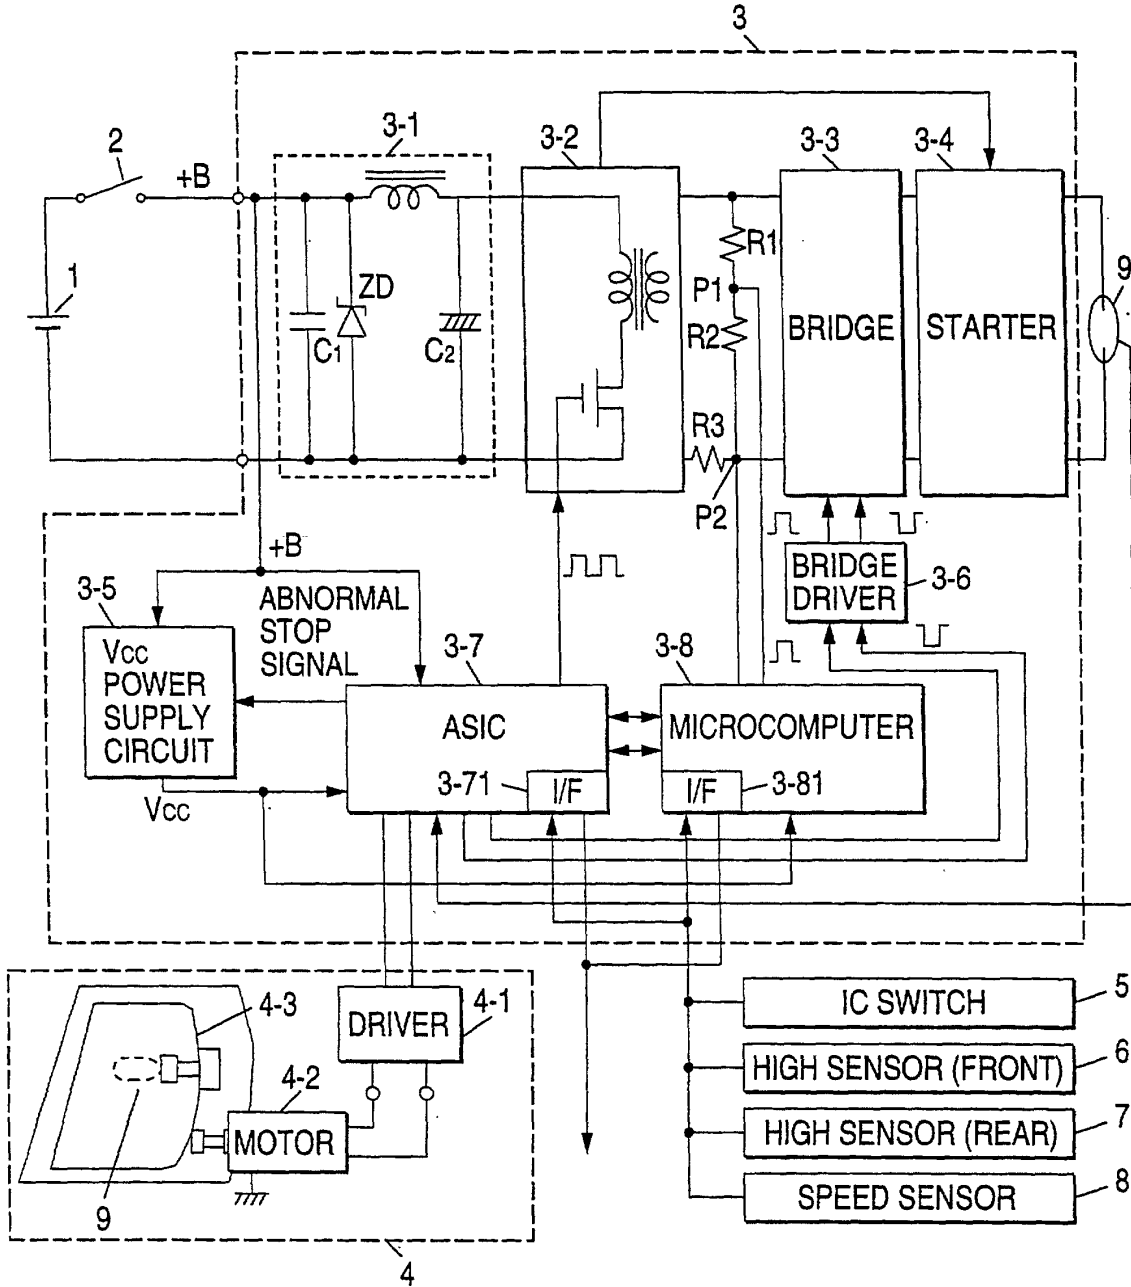 3
2
+B
3-1
3-2
3-3
3-4
1
ZD
C1
C2
R1
P1
R2
R3
P2
BRIDGE
STARTER
9
+B
3-5
ABNORMAL
STOP
SIGNAL
VCC
POWER
SUPPLY
CIRCUIT
VCC
3-7
ASIC
3-71
I/F
3-8
MICROCOMPUTER
I/F
3-81
BRIDGE
DRIVER
3-6
4-3
DRIVER
4-1
4-2
MOTOR
9
4
IC SWITCH
5
HIGH SENSOR (FRONT)
6
HIGH SENSOR (REAR)
7
SPEED SENSOR
8